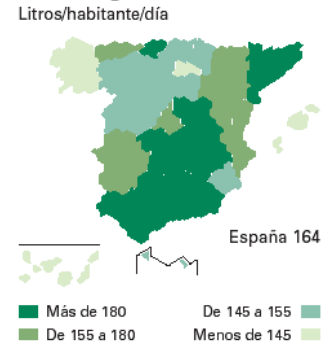 Litros/habitante/día
España 164
Más de 180
De 145 a 155
De 155 a 180
Menos de 145